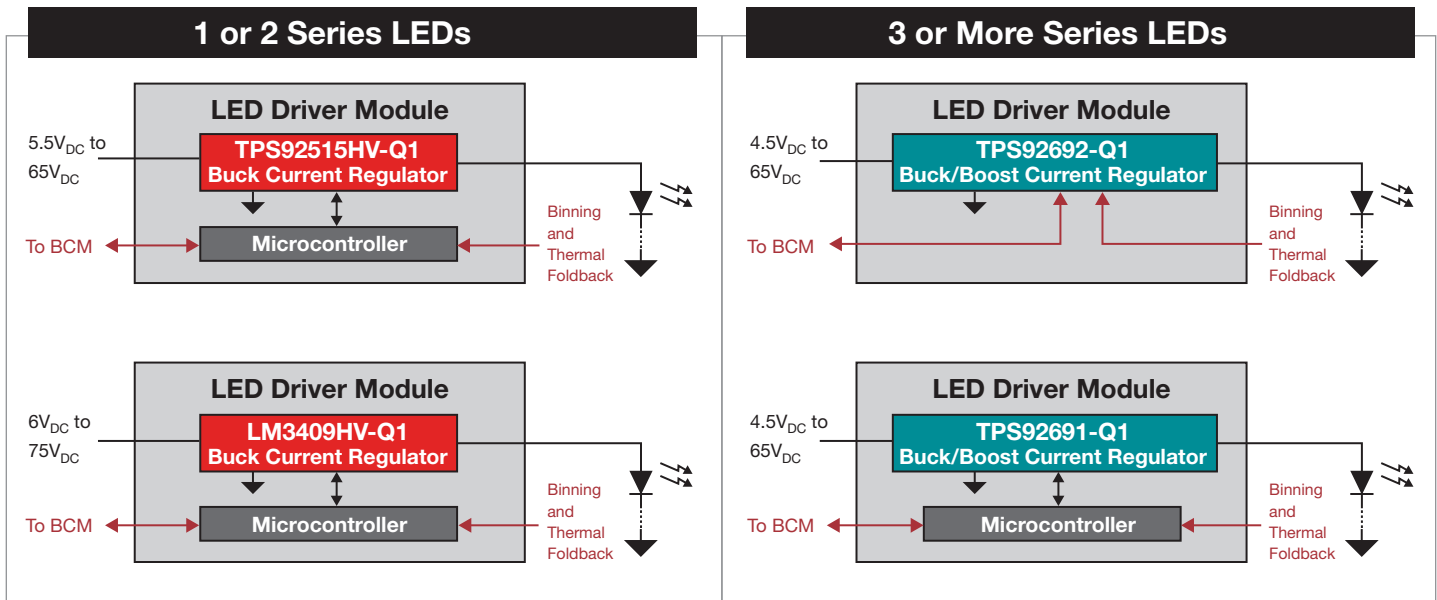 1 or 2 Series LEDs
LED Driver Module
5.5VDC to
65VDC
TPS92515HV-Q1
Buck Current Regulator
To BCM
Microcontroller
Binning
and
Thermal
Foldback
LED Driver Module
6VDC to
75VDC
LM3409HV-Q1
Buck Current Regulator
To BCM
Microcontroller
Binning
and
Thermal
Foldback
3 or More Series LEDs
LED Driver Module
4.5VDC to
65VDC
TPS92692-Q1
Buck/Boost Current Regulator
To BCM
Binning
and
Thermal
Foldback
LED Driver Module
4.5VDC to
65VDC
TPS92691-Q1
Buck/Boost Current Regulator
To BCM
Microcontroller
Binning
and
Thermal
Foldback